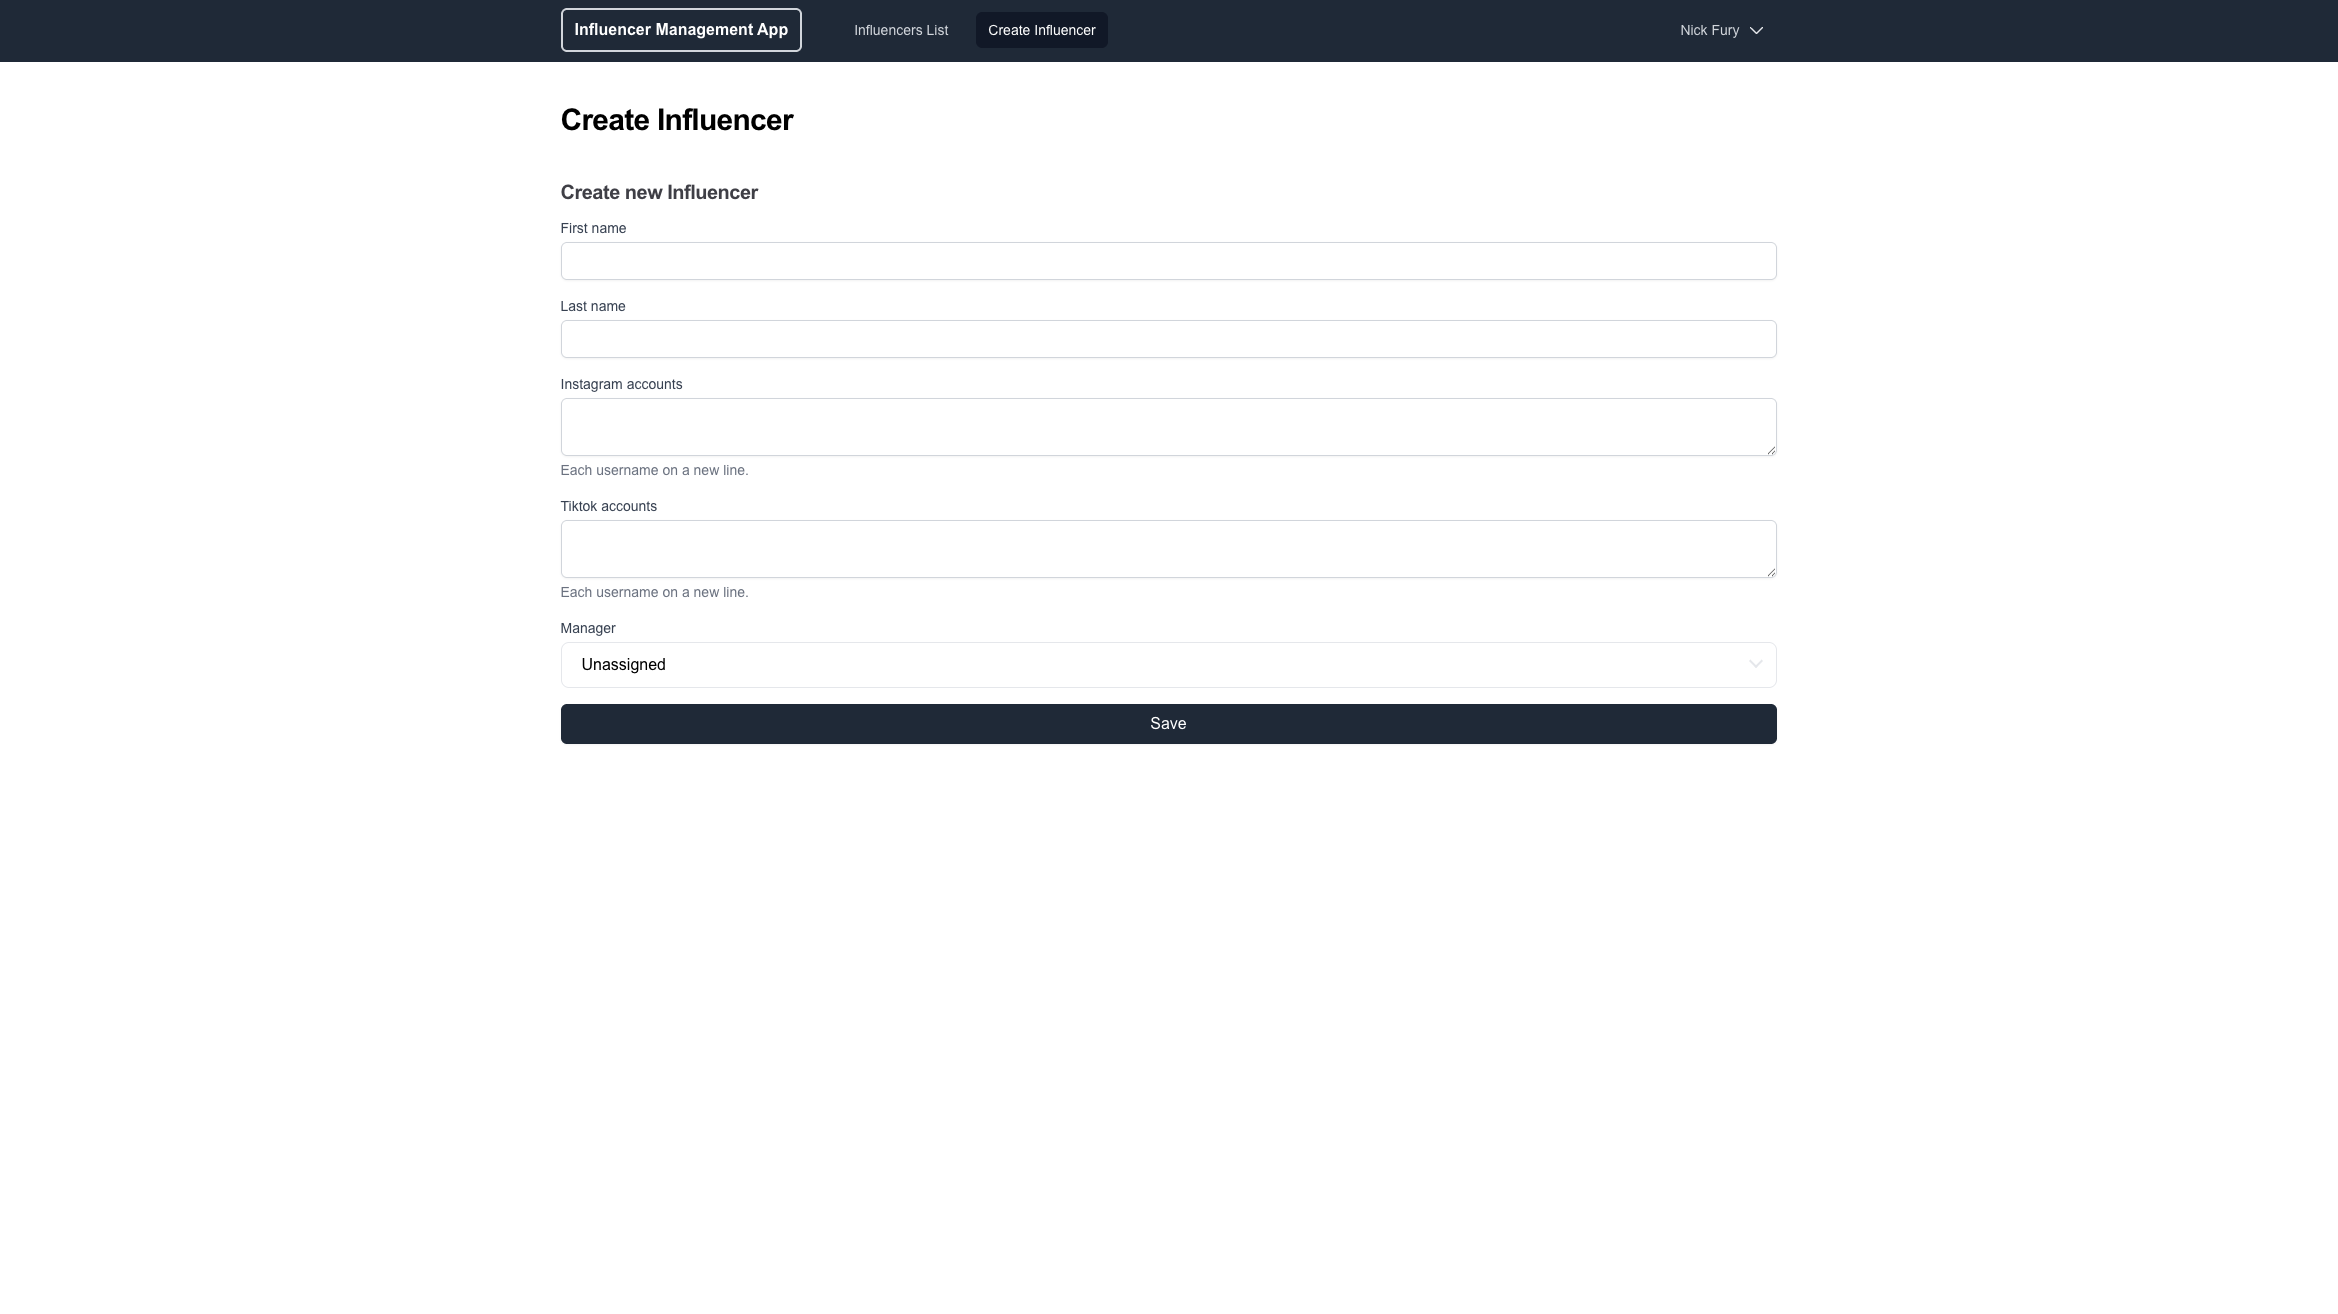 Influencer Management App
Influencers List
Create Influencer
Nick Fury
Create Influencer
Create new Influencer
First name
Last name
Instagram accounts
Each username on a new line.
Tiktok accounts
Each username on a new line.
Manager
Unassigned
Save